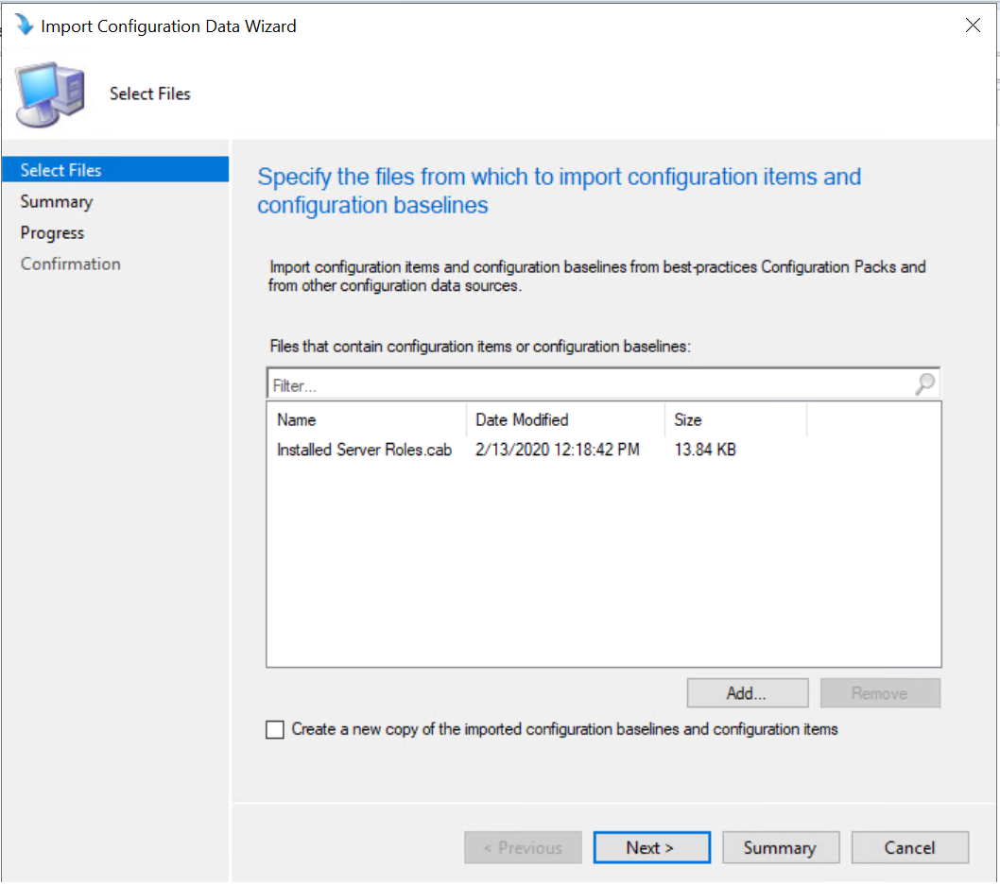 Import Configuration Data Wizard
Select Files
Select Files
Summary
Progress
Confirmation
Specify the files from which to import configuration items and
configuration baselines
Import configuration items and configuration baselines from best-practices Configuration Packs and
from other configuration data sources.
Files that contain configuration items or configuration baselines:
Filter...
Name Date Modified Size
Installed Server Roles.cab 2/13/2020 12:18:42 PM 13.84 KB
Add... Remove
Create a new copy of the imported configuration baselines and configuration items
< Previous Next > Summary Cancel